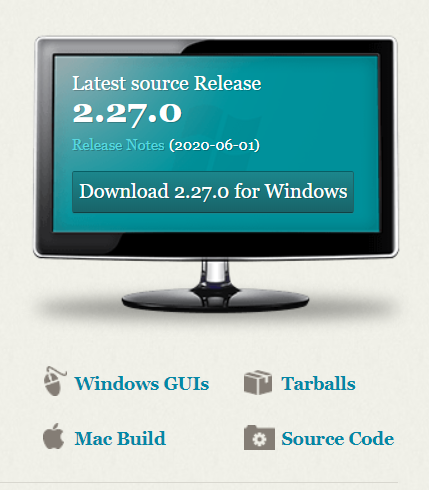 Latest source Release
2.27.0
Release Notes (2020-06-01)
Download 2.27.0 for Windows
Windows GUIs
Tarballs
Mac Build
Source Code